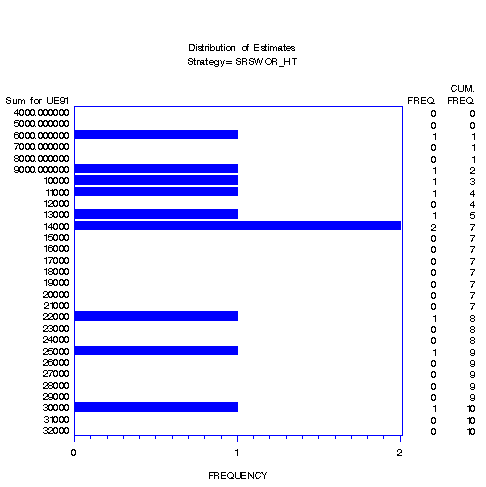 Distribution of Estimates
Strategy= SRSWOR_HT
CUM.
Sum for UE91 FREQ. FREQ.
4000.000000 0 0
5000.000000 0 0
6000.000000 1 1
7000.000000 0 1
8000.000000 0 1
9000.000000 1 2
10000 1 3
11000 1 4
12000 0 4
13000 1 5
14000 2 7
15000 0 7
16000 0 7
17000 0 7
18000 0 7
19000 0 7
20000 0 7
21000 0 7
22000 1 8
23000 0 8
24000 0 8
25000 1 9
26000 0 9
27000 0 9
28000 0 9
29000 0 9
30000 1 10
31000 0 10
32000 0 10
0 1 2
FREQUENCY